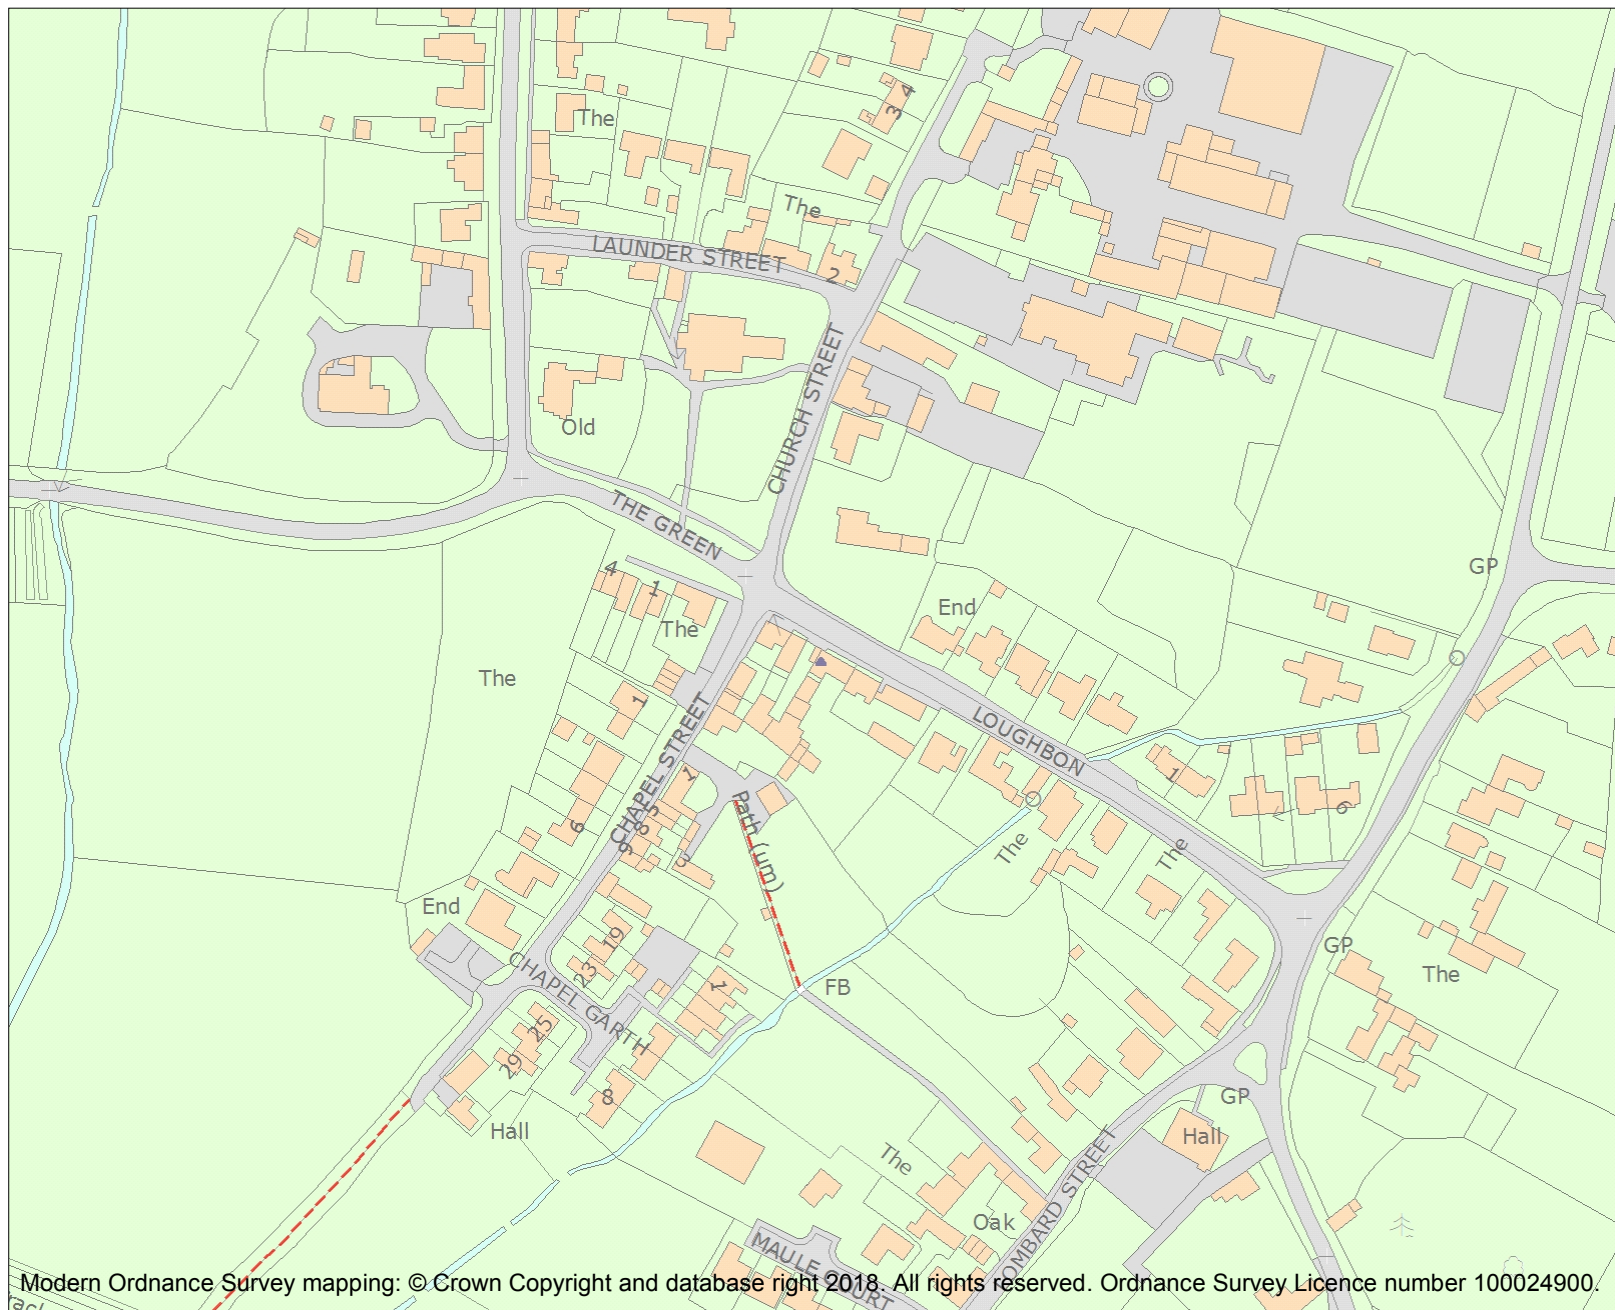 The
3 4
The
LAUNDER STREET
2
CHURCH STREET
Old
THE GREEN
GP
4
1
The
End
The
1
LOUGHBON
CHAPEL STREET
1
5
8
9
6
3
Path (um)
1
6
The
The
End
19
23
CHAPEL GARTH
1
FB
GP
The
25
29
8
Hall
GP
Hall
The
Oak
OMBARD STREET
MAULE COURT
Modern Ordnance Survey mapping: © Crown Copyright and database right 2018. All rights reserved. Ordnance Survey Licence number 100024900.